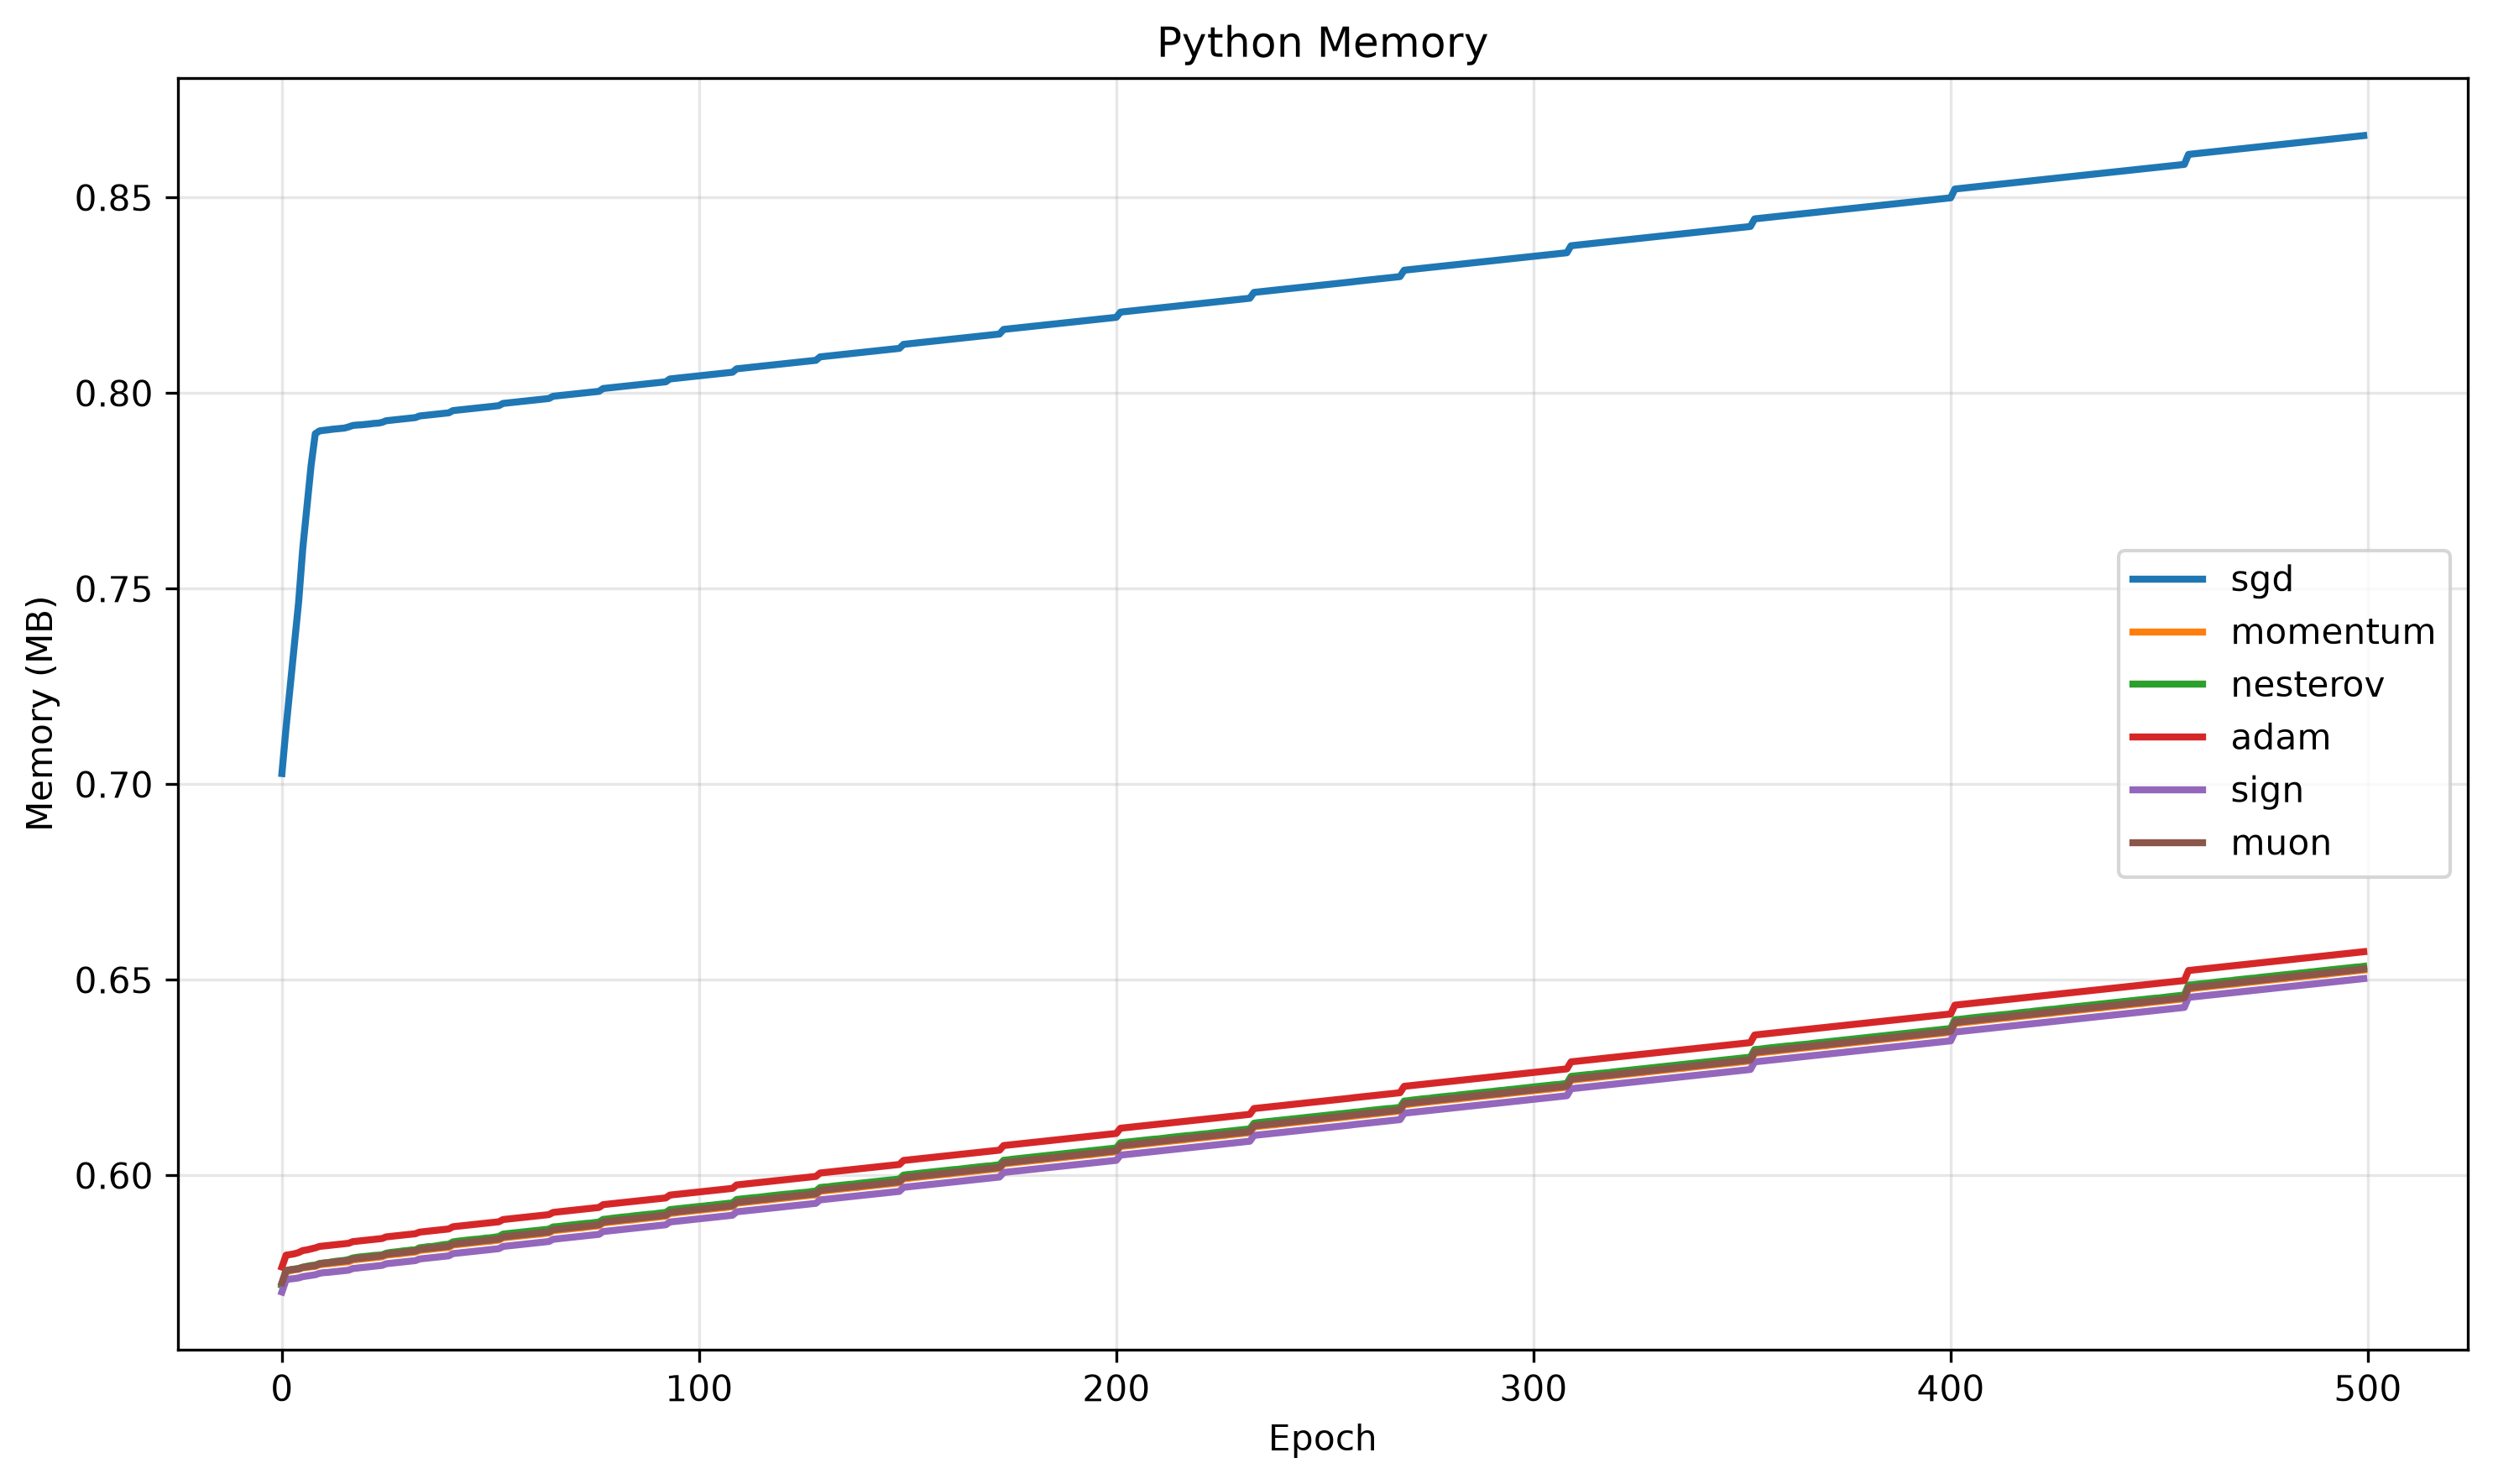 Python Memory
Memory (MB)
0.85
0.80
0.75
0.70
0.65
0.60
sgd
momentum
nesterov
adam
sign
muon
0 100 200 300 400 500
Epoch